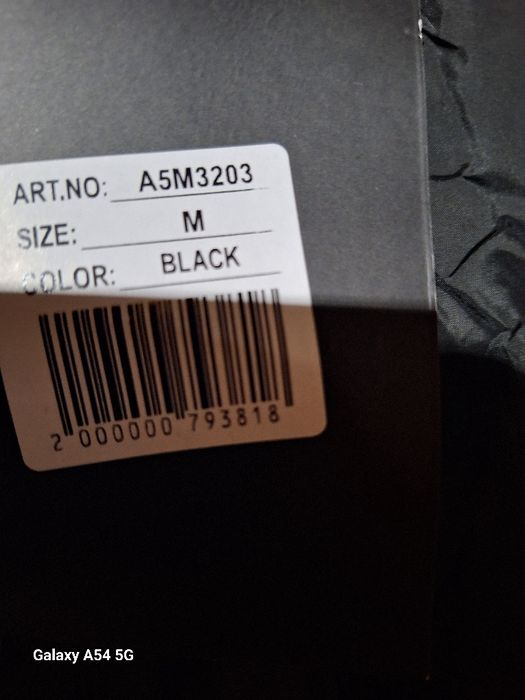 ART.NO: A5M3203
SIZE: M
COLOR: BLACK
2 000000 793818
Galaxy A54 5G